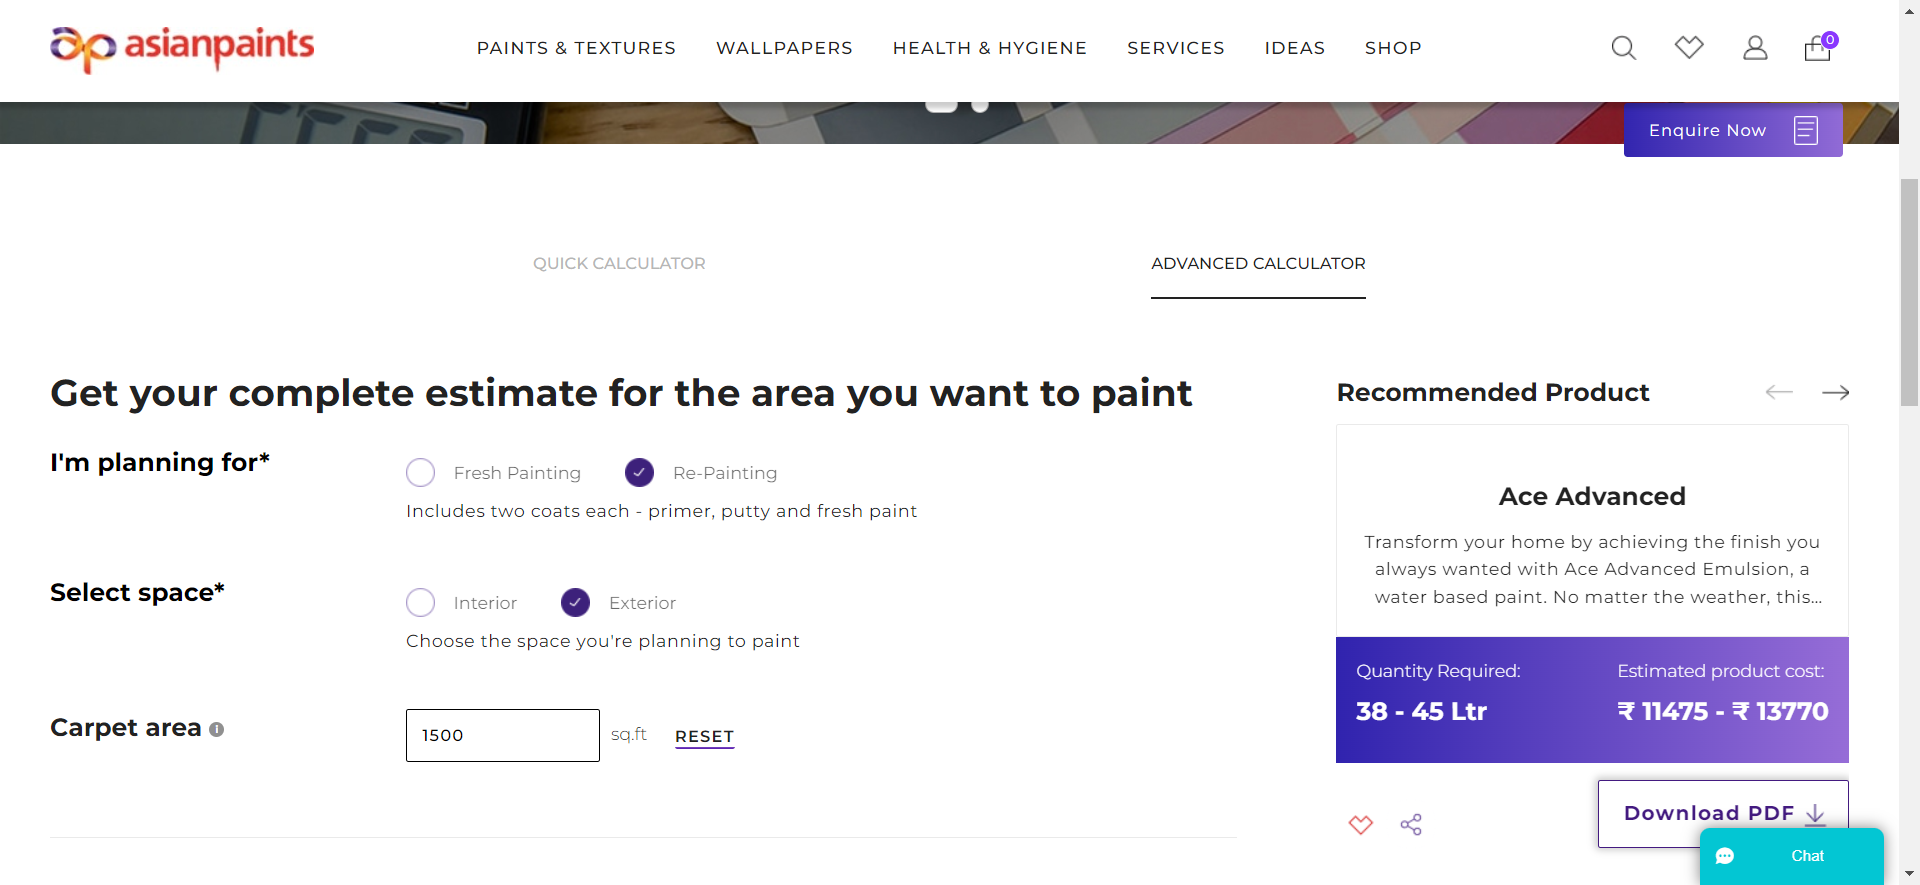 asianpaints
PAINTS & TEXTURES
WALLPAPERS
HEALTH & HYGIENE
SERVICES
IDEAS
SHOP
0
Enquire Now
QUICK CALCULATOR
ADVANCED CALCULATOR
Get your complete estimate for the area you want to paint
I'm planning for*
Fresh Painting
Re-Painting
Includes two coats each - primer, putty and fresh paint
Select space*
Interior
Exterior
Choose the space you're planning to paint
Carpet area
1500
sq.ft
RESET
Recommended Product
Ace Advanced
Transform your home by achieving the finish you
always wanted with Ace Advanced Emulsion, a
water based paint. No matter the weather, this...
Quantity Required:
38 - 45 Ltr
Estimated product cost:
₹ 11475 - ₹ 13770
Download PDF
Chat